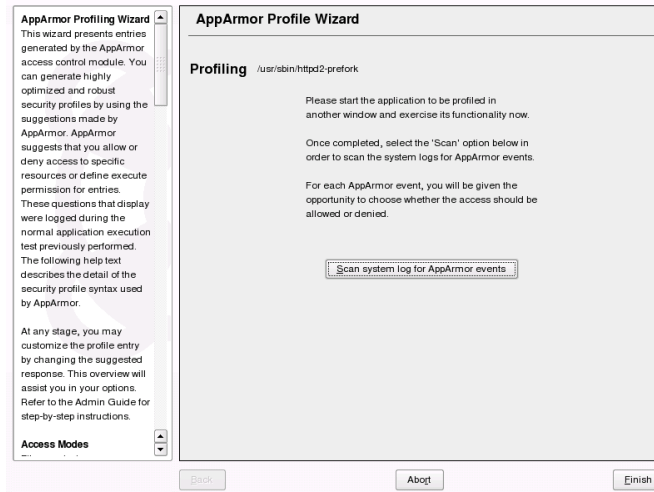 AppArmor Profiling Wizard
This wizard presents entries
generated by the AppArmor
access control module. You
can generate highly
optimized and robust
security profiles by using the
suggestions made by
AppArmor. AppArmor
suggests that you allow or
deny access to specific
resources or define execute
permission for entries.
These questions that display
were logged during the
normal application execution
test previously performed.
The following help text
describes the detail of the
security profile syntax used
by AppArmor.
At any stage, you may
customize the profile entry
by changing the suggested
response. This overview will
assist you in your options.
Refer to the Admin Guide for
step-by-step instructions.
Access Modes
AppArmor Profile Wizard
Profiling /usr/sbin/httpd2-prefork
Please start the application to be profiled in
another window and exercise its functionality now.
Once completed, select the 'Scan' option below in
order to scan the system logs for AppArmor events.
For each AppArmor event, you will be given the
opportunity to choose whether the access should be
allowed or denied.
Scan system log for AppArmor events
Back
Abort
Finish